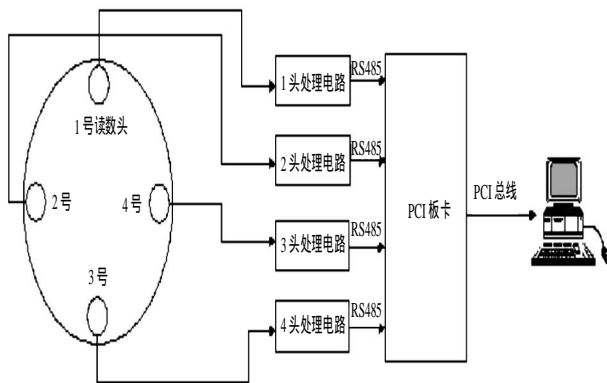 1号读数头
2号
4号
3号
1头处理电路
RS485
2头处理电路
RS485
3头处理电路
RS485
4头处理电路
RS485
PCI板卡
PCI总线